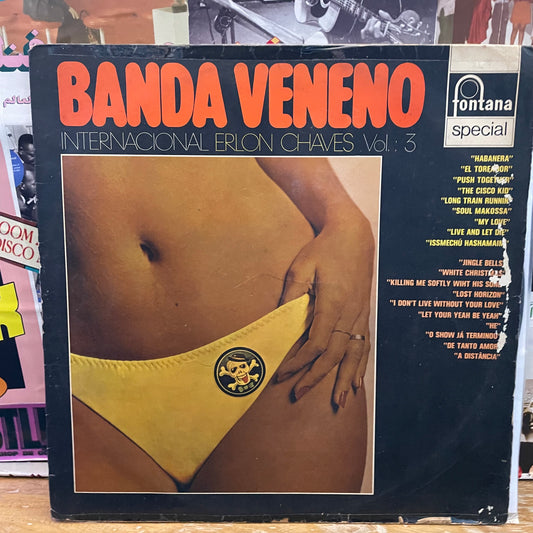 BANDA VENENO
INTERNACIONAL ERLON CHAVES Vol.: 3
fontana
special
"HABANERA"
"EL TOREADOR"
"PUSH TOGETHER"
"THE CISCO KID"
"LONG TRAIN RUNNIN'
"SOUL MAKOSSA"
"MY LOVE"
"LIVE AND LET DIE"
"ISSMECHÚ HASHAMAIM"
"JINGLE BELLS"
"WHITE CHRISTMAS"
"KILLING ME SOFTLY WIHT HIS SONG"
"LOST HORIZON"
"I DON'T LIVE WITHOUT YOUR LOVE"
"LET YOUR YEAH BE YEAH"
"HE"
"O SHOW JÁ TERMINOU"
"DE TANTO AMOR"
"A DISTÂNCIA"
OOM
DISCO